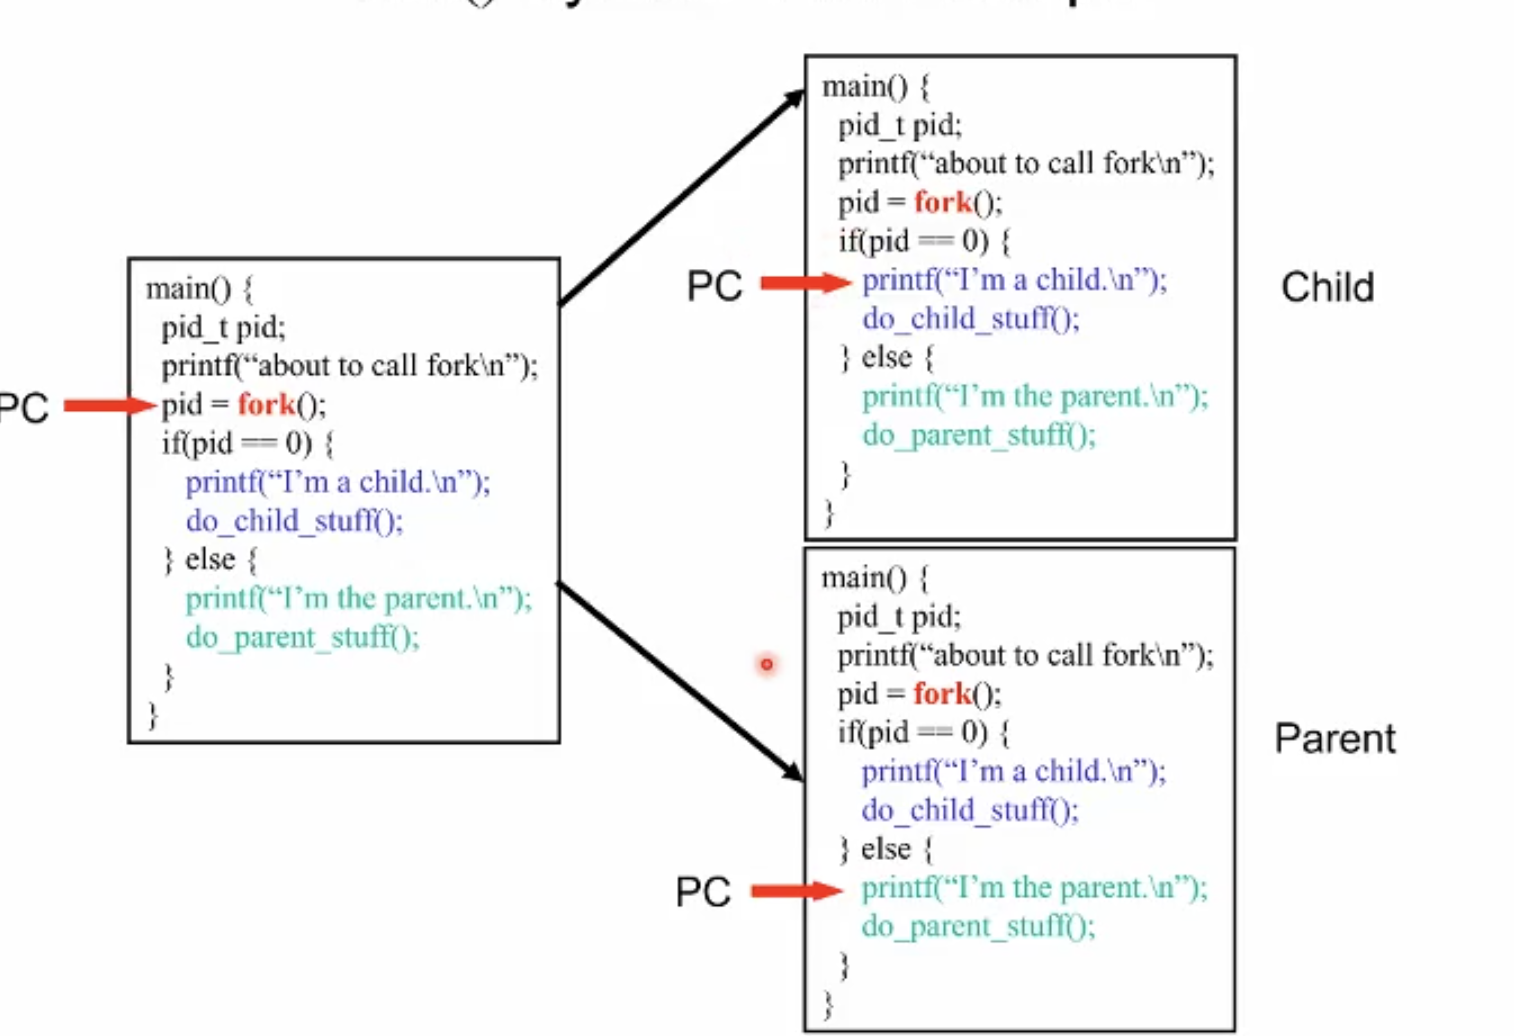 main() {
pid_t pid;
printf(“about to call fork\n”);
PC
pid = fork();
if(pid == 0) {
printf(“I’m a child.\n”);
do_child_stuff();
} else {
printf(“I’m the parent.\n”);
do_parent_stuff();
}
}
main() {
pid_t pid;
printf(“about to call fork\n”);
pid = fork();
if(pid == 0) {
PC
printf(“I’m a child.\n”);
do_child_stuff();
} else {
printf(“I’m the parent.\n”);
do_parent_stuff();
}
}
Child
main() {
pid_t pid;
printf(“about to call fork\n”);
pid = fork();
if(pid == 0) {
printf(“I’m a child.\n”);
do_child_stuff();
} else {
PC
printf(“I’m the parent.\n”);
do_parent_stuff();
}
}
Parent